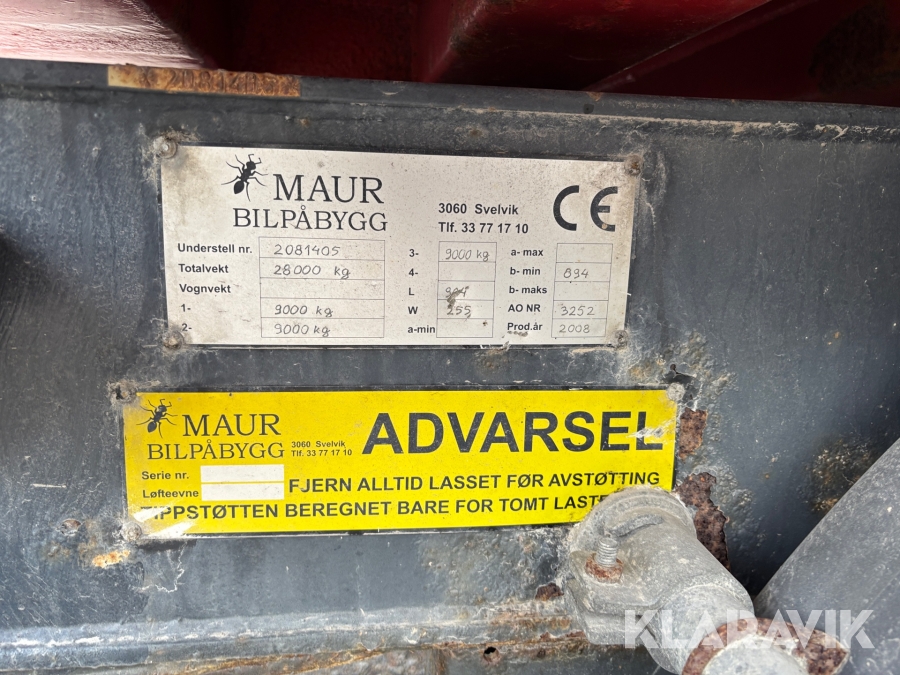 MAUR
BILPÅBYGG
3060 Svelvik
Tlf. 33 77 17 10
CE
Understell nr. 2081405
Totalvekt 28000 kg
Vognvekt
1- 9000 kg
2- 9000 kg
3- 9000 kg
4-
L
W 255
a-min
a- max
b- min 894
b- maks
AO NR 3252
Prod.år 2008
MAUR
BILPÅBYGG
3060 Svelvik
Tlf. 33 77 17 10
ADVARSEL
Serie nr.
Løfteevne
FJERN ALLTID LASSET FØR AVSTØTTING
TIPPSTØTTEN BEREGNET BARE FOR TOMT
KLARAVIK